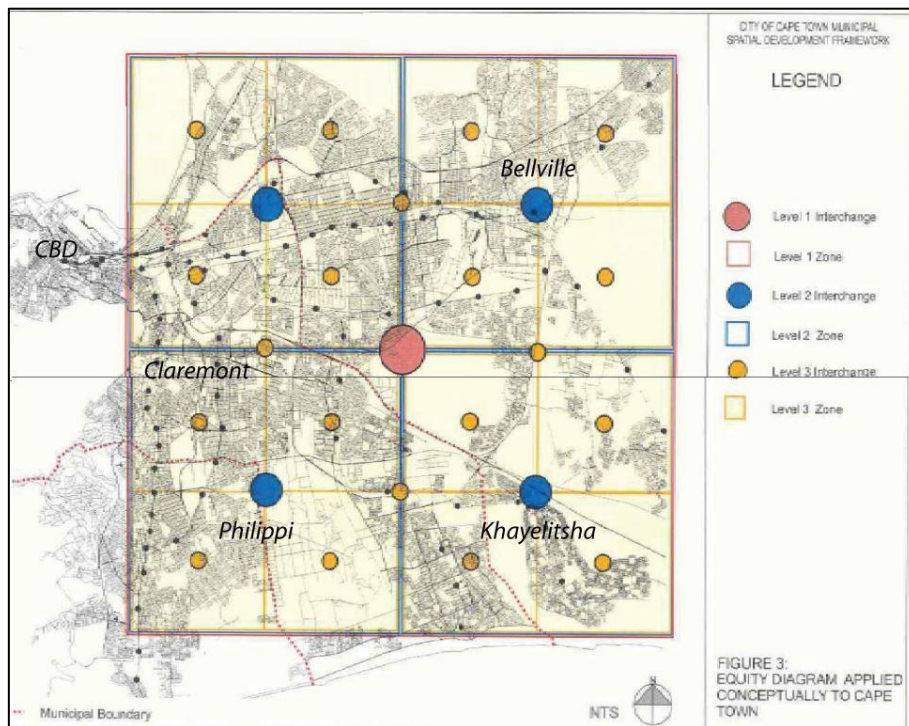 CITY OF CAPE TOWN MUNICIPAL
SPATIAL DEVELOPMENT FRAMEWORK
LEGEND
Level 1 Interchange
Level 1 Zone
Level 2 Interchange
Level 2 Zone
Level 3 Interchange
Level 3 Zone
Bellville
CBD
Claremont
Philippi
Khayelitsha
FIGURE 3:
EQUITY DIAGRAM APPLIED
CONCEPTUALLY TO CAPE
TOWN
Municipal Boundary
NTS